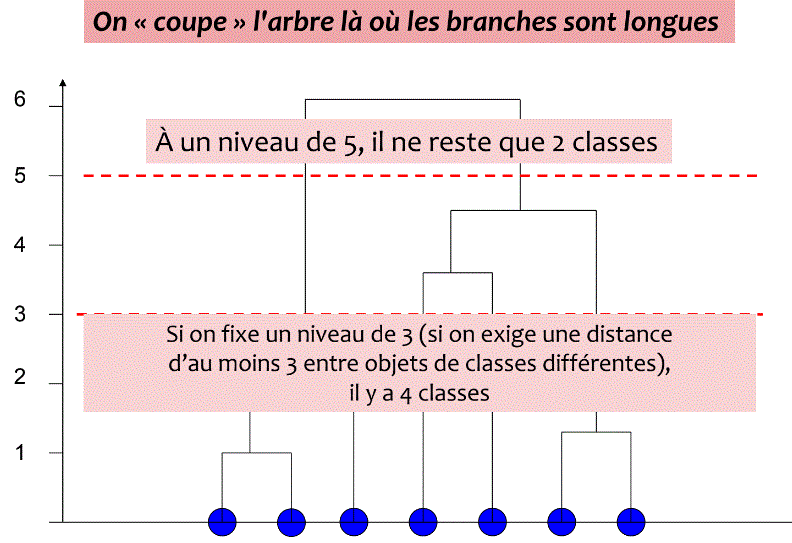 On « coupe » l'arbre là où les branches sont longues
6
À un niveau de 5, il ne reste que 2 classes
5
4
3
Si on fixe un niveau de 3 (si on exige une distance
d’au moins 3 entre objets de classes différentes),
il y a 4 classes
2
1